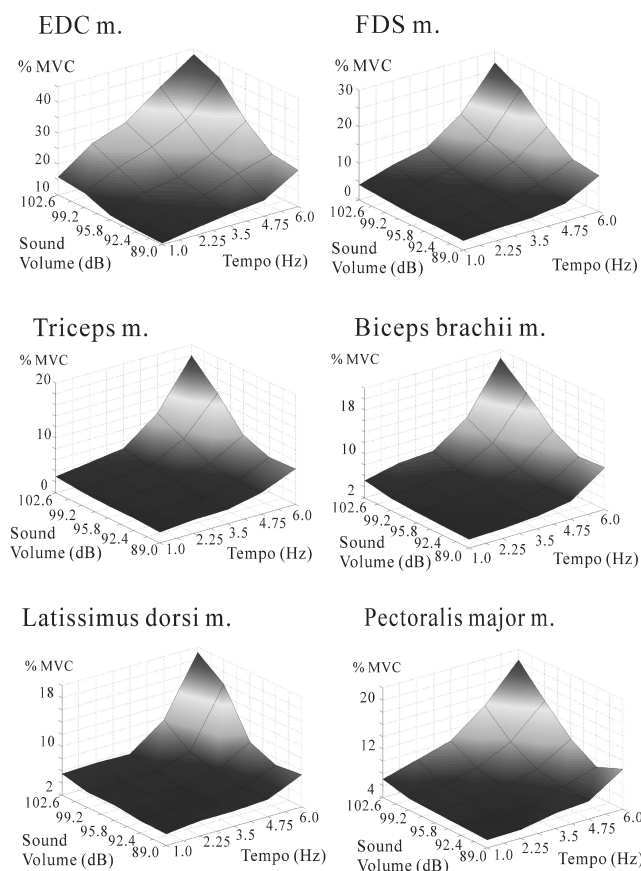 EDC m.
% MVC
40
30
20
10
102.6
99.2
95.8
92.4
89.0
Sound
Volume (dB)
1.0
2.25
3.5
4.75
6.0
Tempo (Hz)
FDS m.
% MVC
30
20
10
0
102.6
99.2
95.8
92.4
89.0
Sound
Volume (dB)
1.0
2.25
3.5
4.75
6.0
Tempo (Hz)
Triceps m.
% MVC
20
10
0
102.6
99.2
95.8
92.4
89.0
Sound
Volume (dB)
1.0
2.25
3.5
4.75
6.0
Tempo (Hz)
Biceps brachii m.
% MVC
18
10
2
102.6
99.2
95.8
92.4
89.0
Sound
Volume (dB)
1.0
2.25
3.5
4.75
6.0
Tempo (Hz)
Latissimus dorsi m.
% MVC
18
10
2
102.6
99.2
95.8
92.4
89.0
Sound
Volume (dB)
1.0
2.25
3.5
4.75
6.0
Tempo (Hz)
Pectoralis major m.
% MVC
20
12
4
102.6
99.2
95.8
92.4
89.0
Sound
Volume (dB)
1.0
2.25
3.5
4.75
6.0
Tempo (Hz)